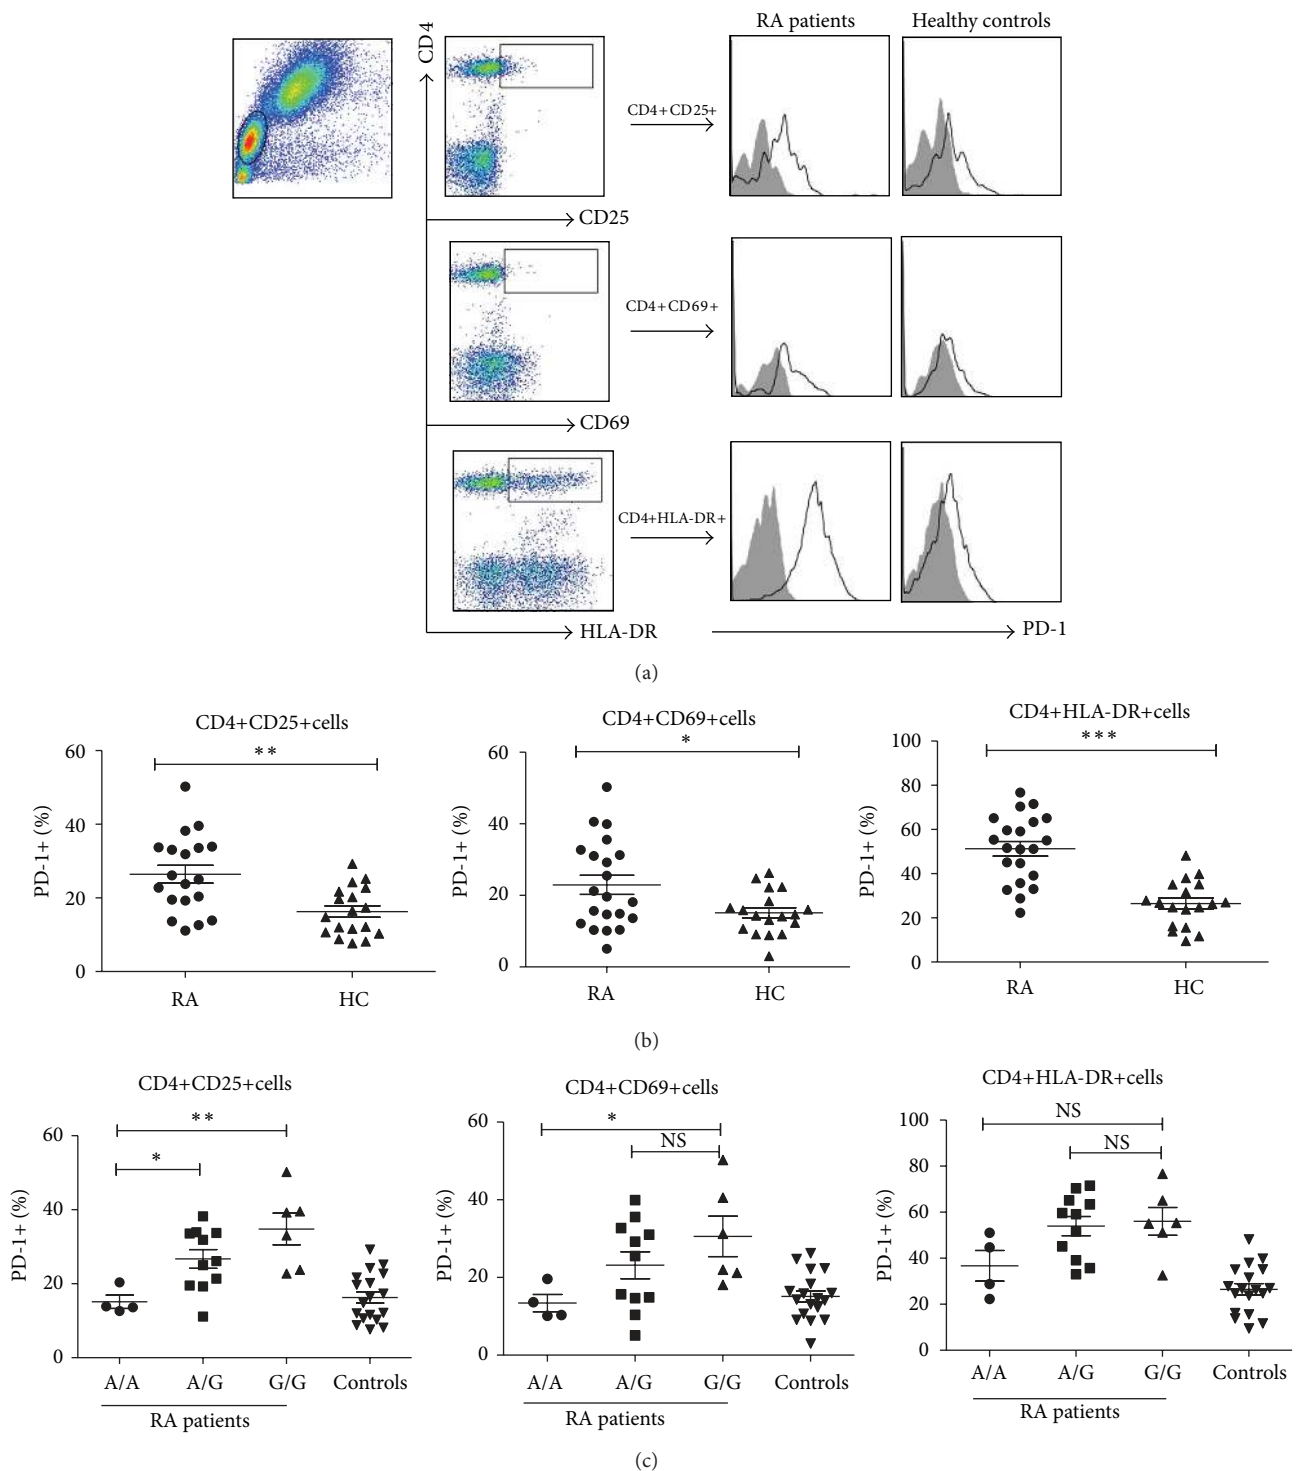 RA patients
Healthy controls
CD4
CD4+CD25+
CD25
CD4+CD69+
CD69
CD4+HLA-DR+
HLA-DR
PD-1
(a)
CD4+CD25+cells
**
PD-1+ (%)
60
40
20
0
RA
HC
CD4+CD69+cells
*
PD-1+ (%)
60
40
20
0
RA
HC
CD4+HLA-DR+cells
***
PD-1+ (%)
100
80
60
40
20
0
RA
HC
(b)
CD4+CD25+cells
**
*
PD-1+ (%)
60
40
20
0
A/A
A/G
G/G
Controls
RA patients
CD4+CD69+cells
*
NS
PD-1+ (%)
60
40
20
0
A/A
A/G
G/G
Controls
RA patients
CD4+HLA-DR+cells
NS
NS
PD-1+ (%)
100
80
60
40
20
0
A/A
A/G
G/G
Controls
RA patients
(c)